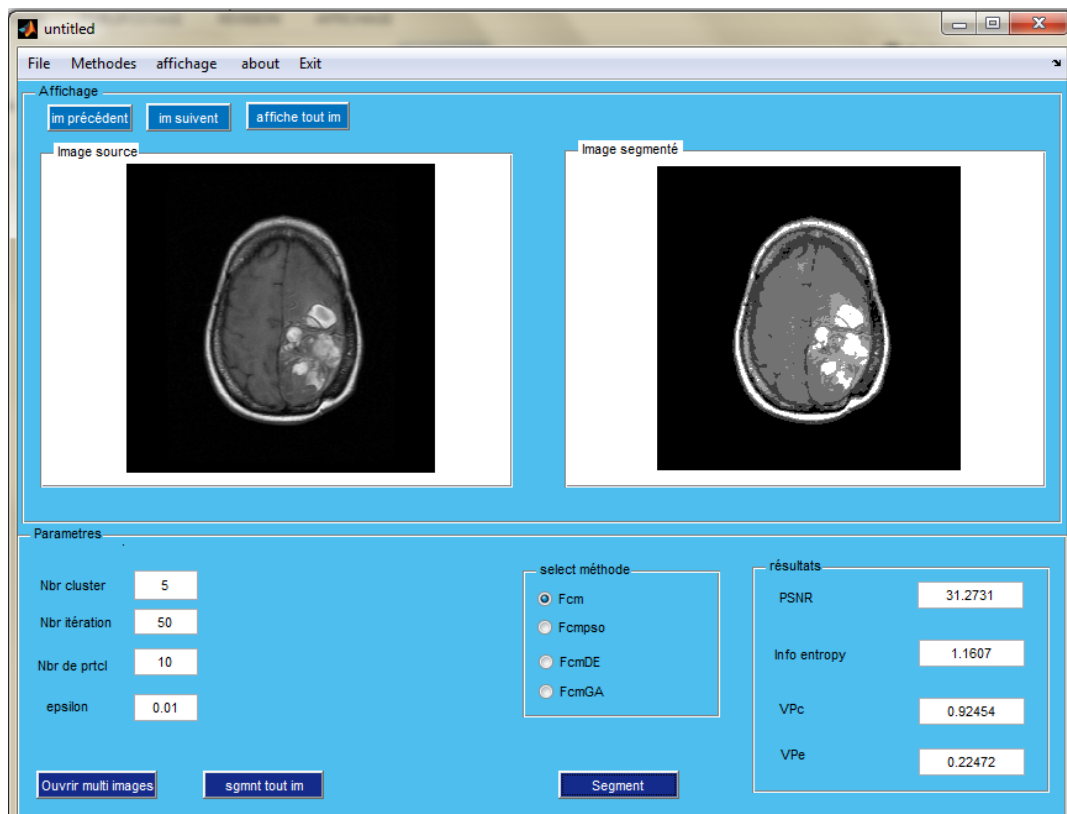 untitled
File Methodes affichage about Exit
Affichage
im précédent im suivent affiche tout im
Image source
Image segmenté
Parametres
Nbr cluster 5
Nbr itération 50
Nbr de prtcl 10
epsilon 0.01
select méthode
Fcm
Fcmpso
FcmDE
FcmGA
résultats
PSNR 31.2731
Info entropy 1.1607
VPc 0.92454
VPe 0.22472
Ouvrir multi images sgmnt tout im Segment